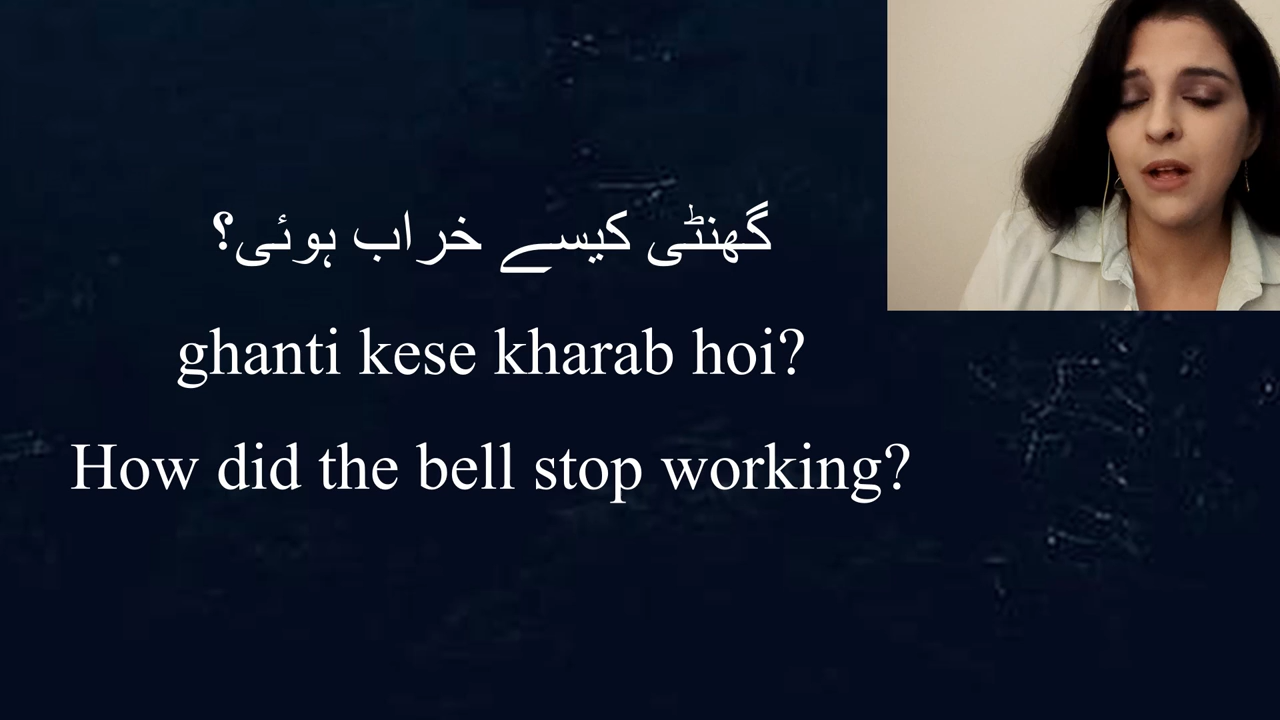 گھنٹی کیسے خراب ہوئی؟
ghanti kese kharab hoi?
How did the bell stop working?